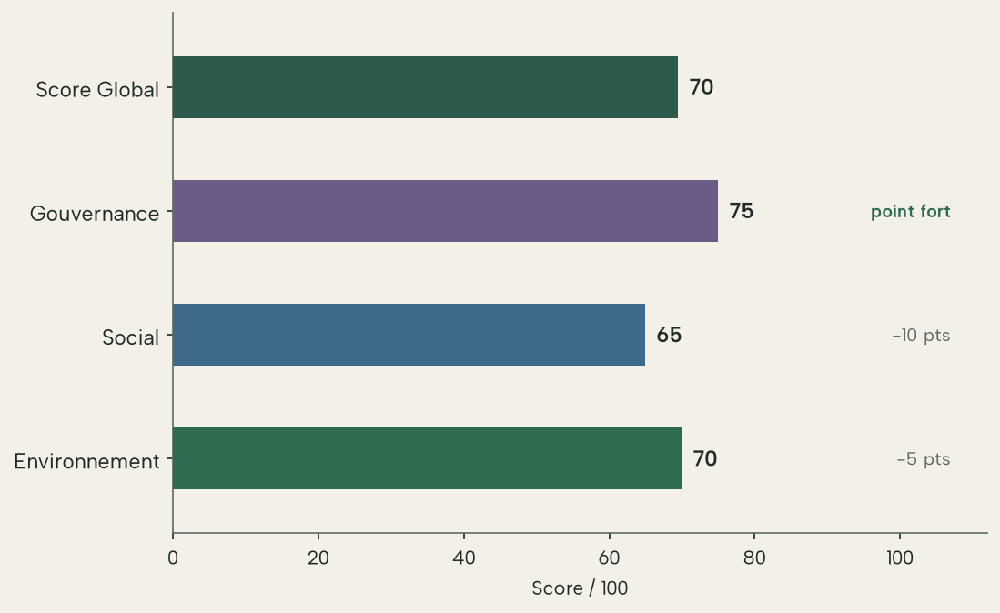 Score Global 70
Gouvernance 75 point fort
Social 65 -10 pts
Environnement 70 -5 pts
0 20 40 60 80 100
Score / 100